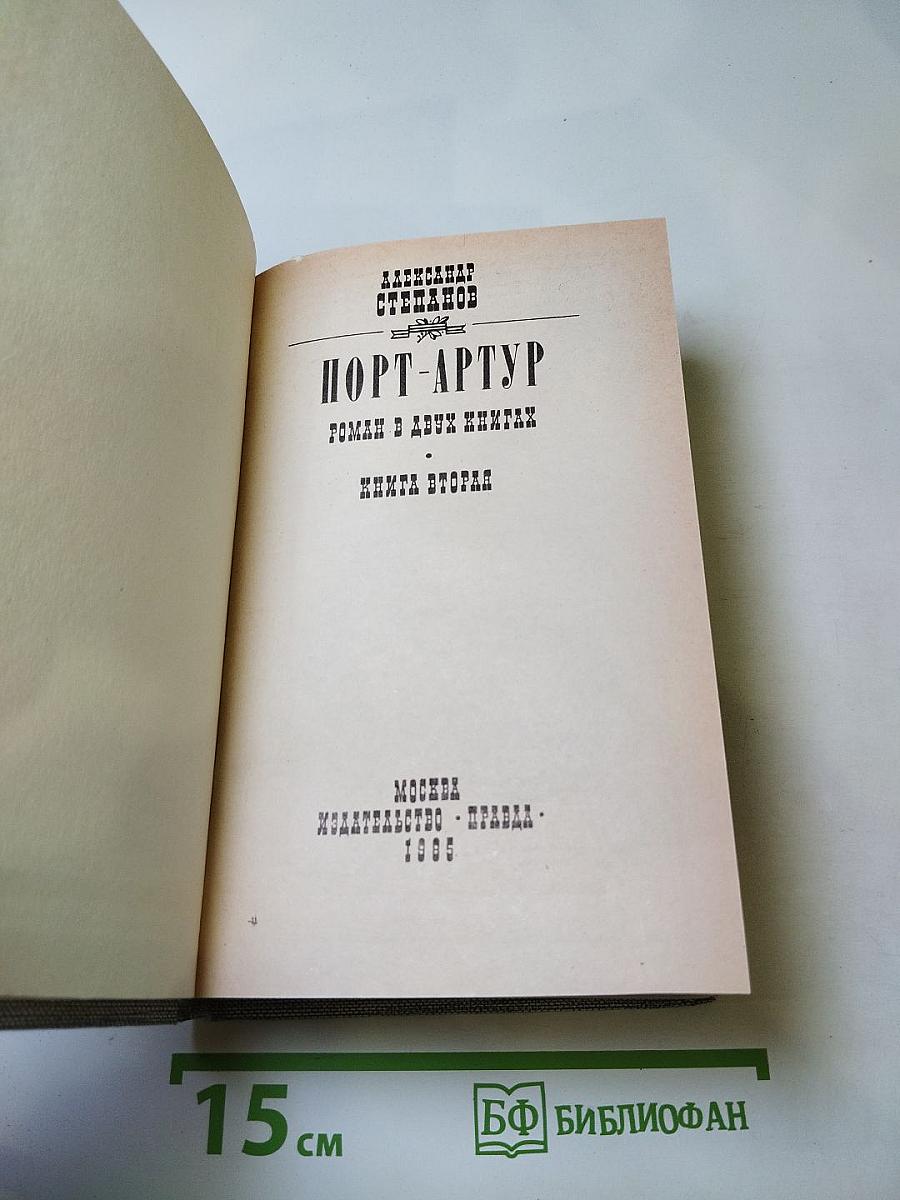 АЛЕКСАНДР
СТЕПАНОВ
ПОРТ-АРТУР
РОМАН В ДВУХ КНИГАХ
•
КНИГА ВТОРАЯ
МОСКВА
ИЗДАТЕЛЬСТВО «ПРАВДА»
1985
15 см
БФ БИБЛИОФАН